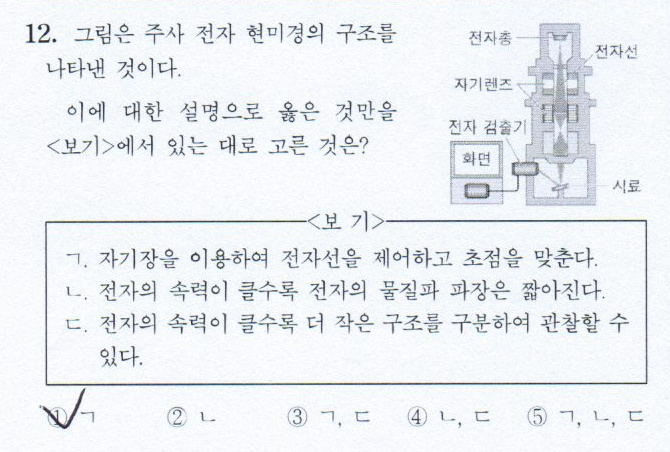 12. 그림은 주사 전자 현미경의 구조를
나타낸 것이다.
이에 대한 설명으로 옳은 것만을
<보기>에서 있는 대로 고른 것은?
전자총
전자선
자기렌즈
전자 검출기
화면
시료
<보 기>
ㄱ. 자기장을 이용하여 전자선을 제어하고 초점을 맞춘다.
ㄴ. 전자의 속력이 클수록 전자의 물질파 파장은 짧아진다.
ㄷ. 전자의 속력이 클수록 더 작은 구조를 구분하여 관찰할 수
있다.
① ㄱ ② ㄴ ③ ㄱ, ㄷ ④ ㄴ, ㄷ ⑤ ㄱ, ㄴ, ㄷ